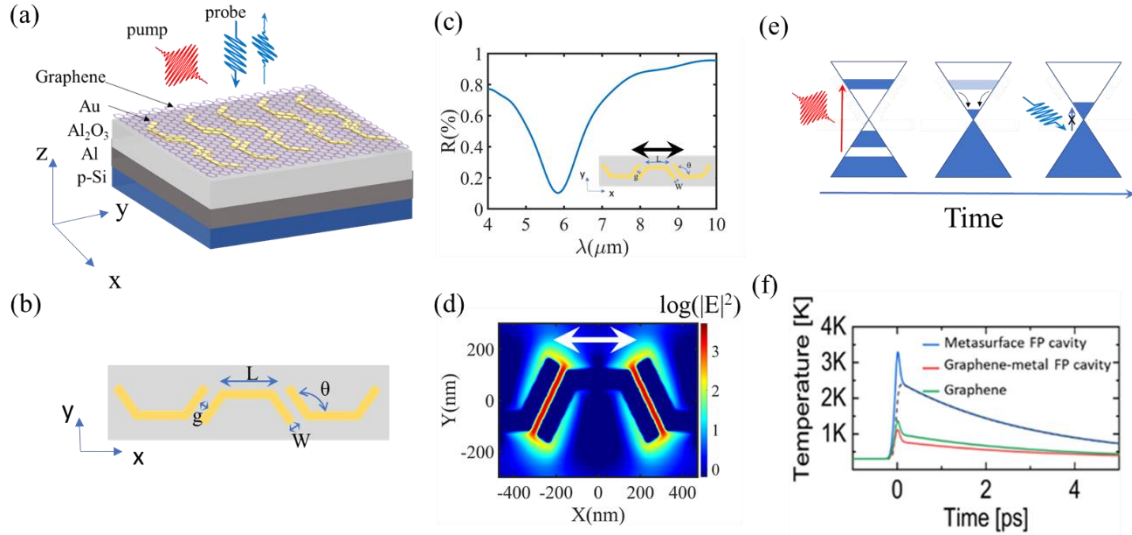 (a)
pump
probe
Graphene
Au
Al₂O₃
Al
p-Si
z
y
x
(b)
L
θ
g
W
y
x
(c)
R(%)
1
0.8
0.6
0.4
0.2
0
4 5 6 7 8 9 10
λ(μm)
L
θ
g
W
y
x
(d)
log(|E|²)
Y(nm)
200
0
-200
-400 -200 0 200 400
X(nm)
3
2
1
0
(e)
Time
(f)
Temperature [K]
4K
3K
2K
1K
Metasurface FP cavity
Graphene-metal FP cavity
Graphene
0 2 4
Time [ps]